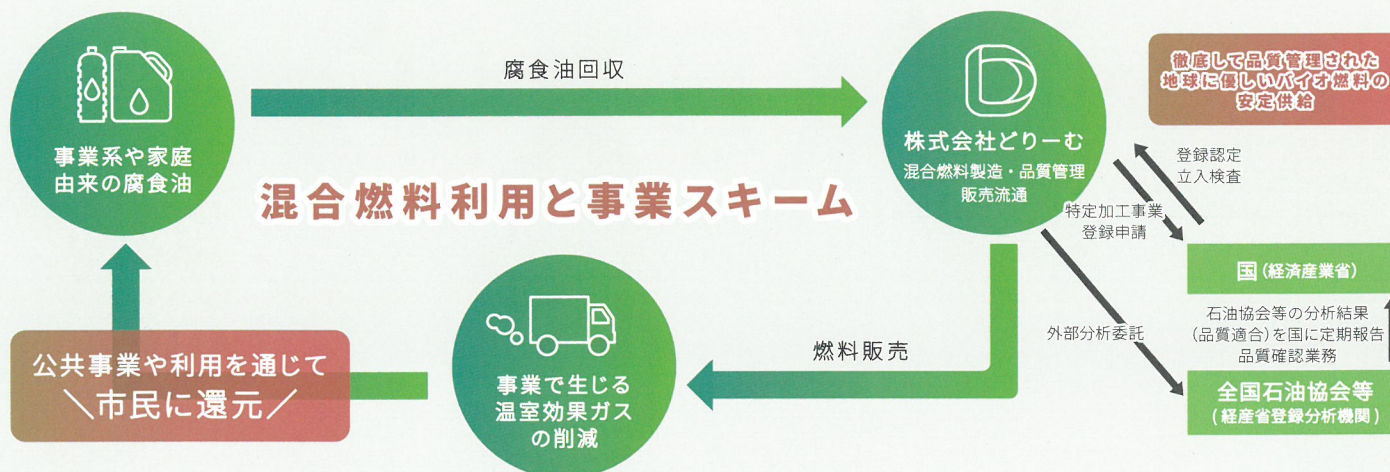 腐食油回収
事業系や家庭
由来の腐食油
株式会社どりーむ
混合燃料製造・品質管理
販売流通
徹底して品質管理された
地球に優しいバイオ燃料の
安定供給
混合燃料利用と事業スキーム
登録認定
立入検査
特定加工事業
登録申請
国(経済産業省)
石油協会等の分析結果
(品質適合)を国に定期報告
品質確認業務
外部分析委託
全国石油協会等
(経産省登録分析機関)
燃料販売
事業で生じる
温室効果ガス
の削減
公共事業や利用を通じて
＼市民に還元／